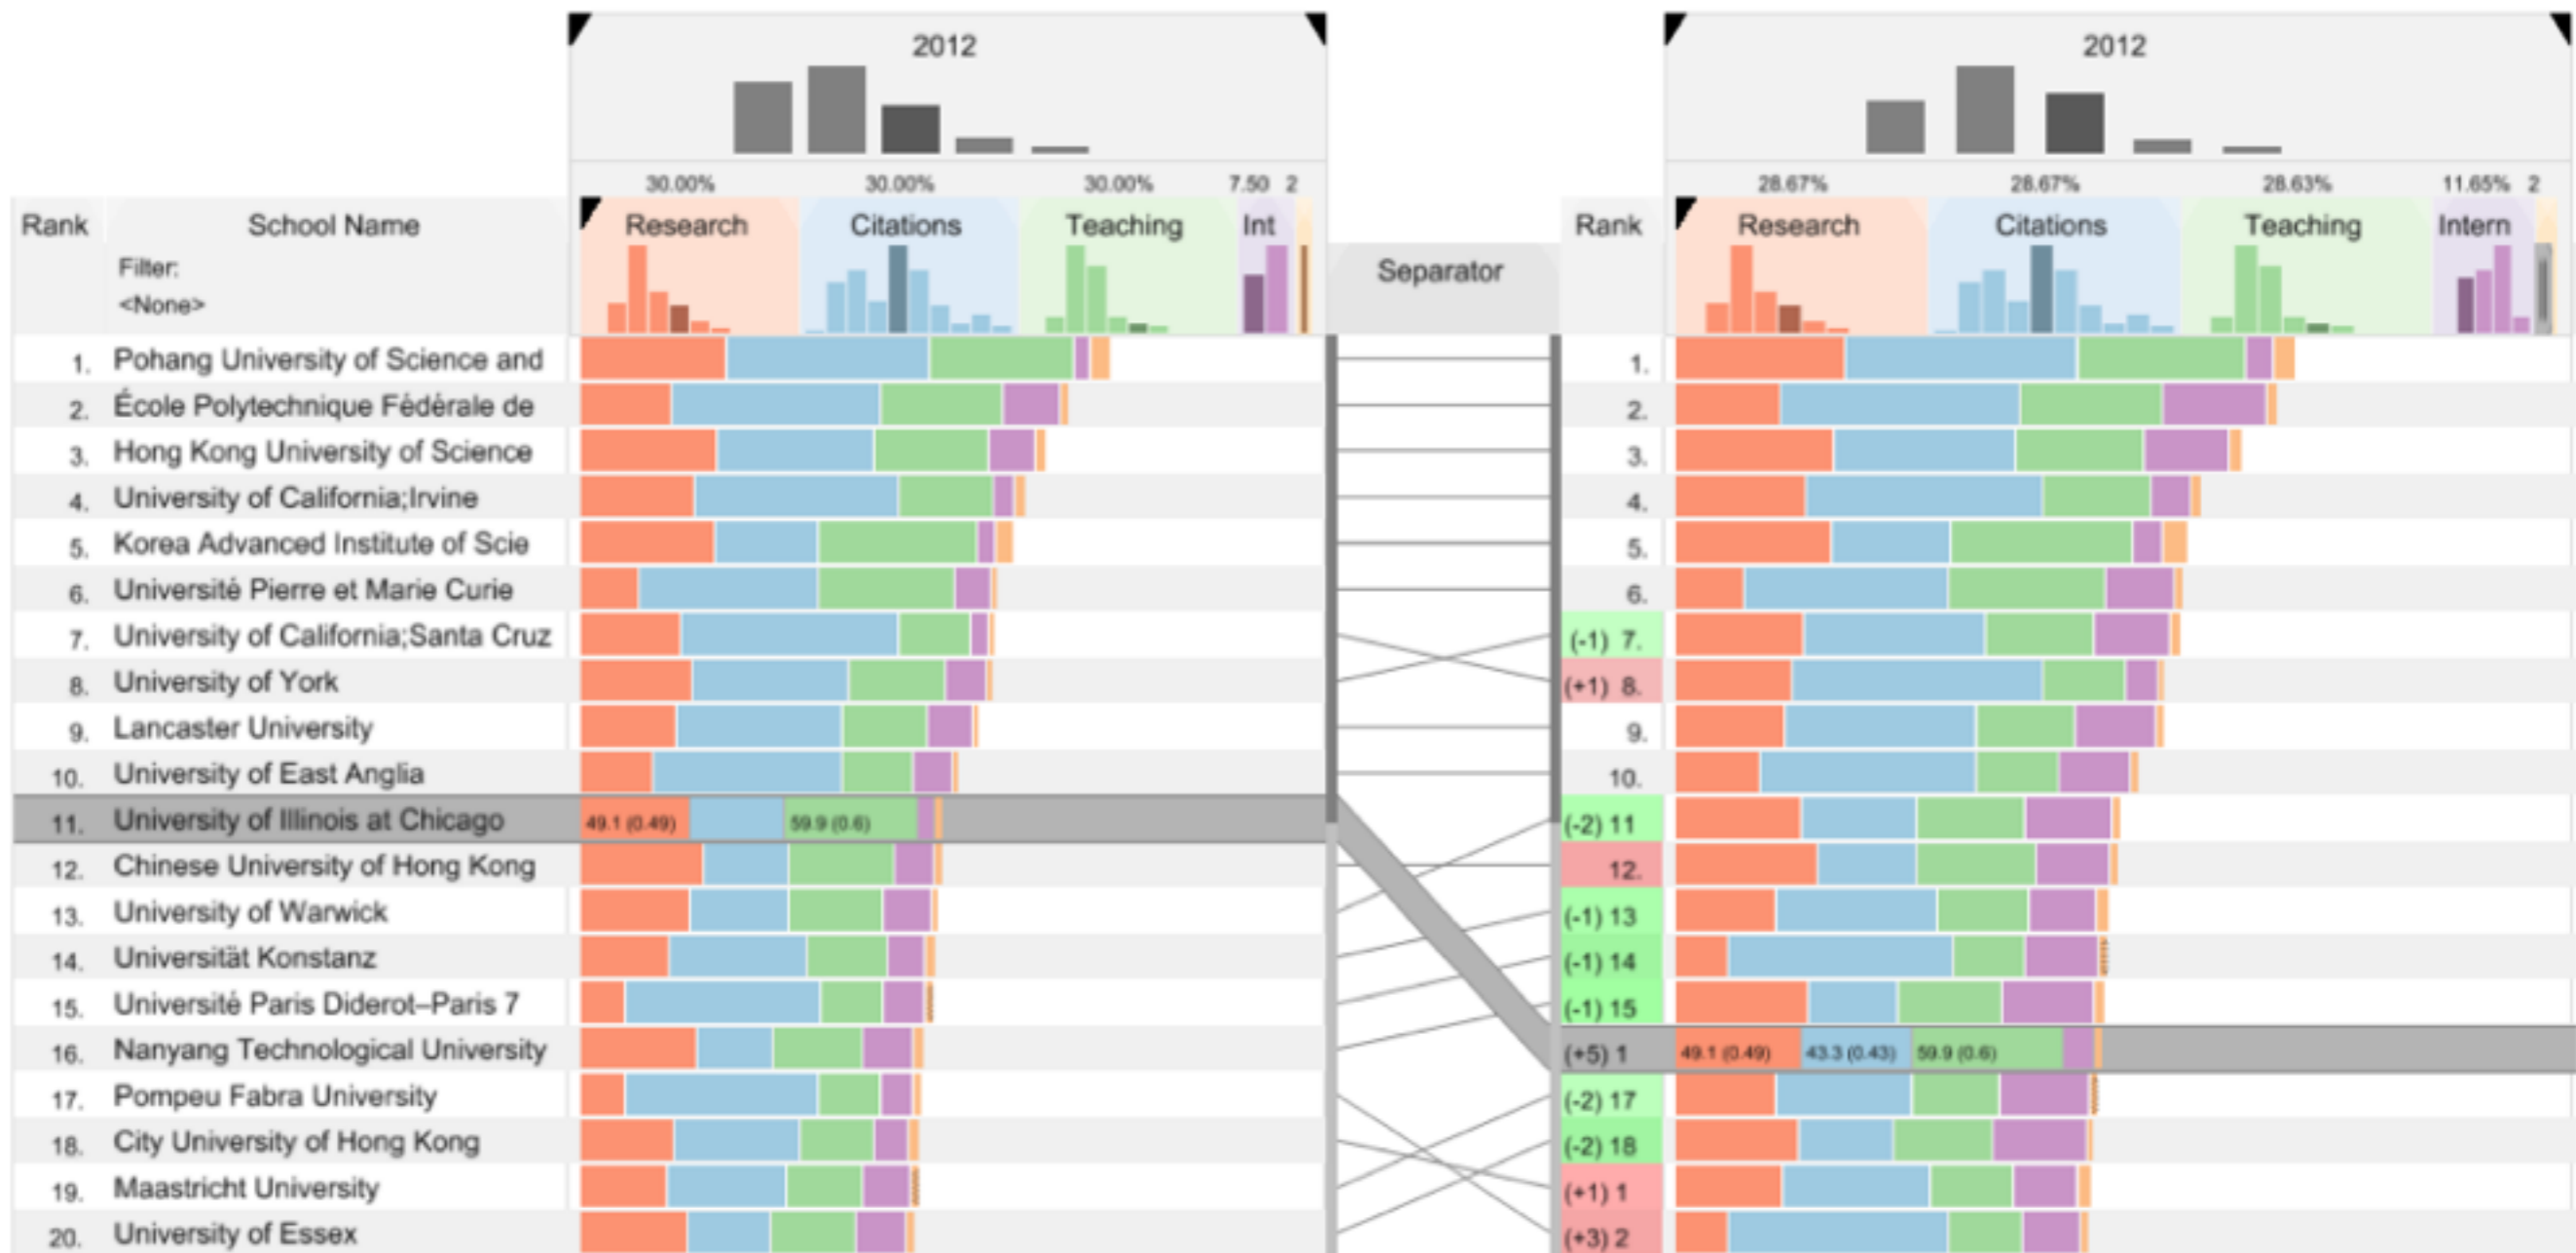 2012 2012
30.00% 30.00% 30.00% 7.50 2 28.67% 28.67% 28.63% 11.65% 2
Rank School Name Research Citations Teaching Int Rank Research Citations Teaching Intern
Filter: Separator
<None>
1. Pohang University of Science and 1.
2. École Polytechnique Fédérale de 2.
3. Hong Kong University of Science 3.
4. University of California;Irvine 4.
5. Korea Advanced Institute of Scie 5.
6. Université Pierre et Marie Curie 6.
7. University of California;Santa Cruz (-1) 7.
8. University of York (+1) 8.
9. Lancaster University 9.
10. University of East Anglia 10.
11. University of Illinois at Chicago 49.1 (0.49) 59.9 (0.6) (-2) 11
12. Chinese University of Hong Kong 12.
13. University of Warwick (-1) 13
14. Universität Konstanz (-1) 14
15. Université Paris Diderot–Paris 7 (-1) 15
16. Nanyang Technological University (+5) 1 49.1 (0.49) 43.3 (0.43) 59.9 (0.6)
17. Pompeu Fabra University (-2) 17
18. City University of Hong Kong (-2) 18
19. Maastricht University (+1) 1
20. University of Essex (+3) 2